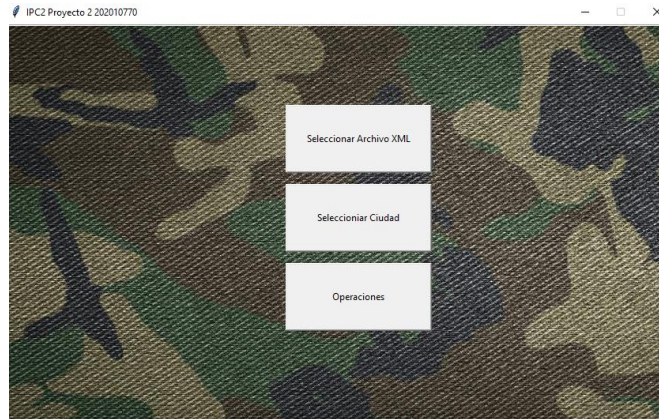 IPC2 Proyecto 2 202010770
Seleccionar Archivo XML
Seleccioniar Ciudad
Operaciones